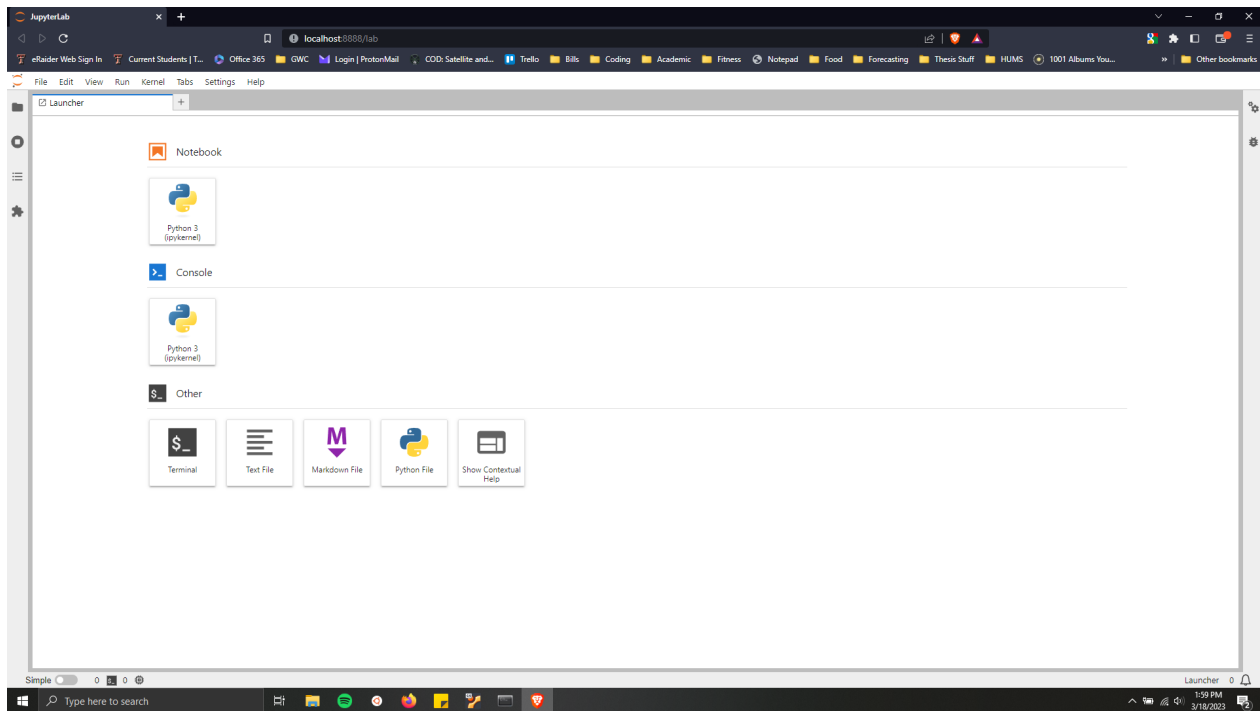 JupyterLab
localhost:8888/lab
eRaider Web Sign In Current Students | T... Office 365 GWC Login | ProtonMail COD: Satellite and... Trello Bills Coding Academic Fitness Notepad Food Forecasting Thesis Stuff HUMS 1001 Albums You... » Other bookmarks
File Edit View Run Kernel Tabs Settings Help
Launcher
Notebook
Python 3
(ipykernel)
Console
Python 3
(ipykernel)
$_ Other
$_
M
Terminal Text File Markdown File Python File Show Contextual
Help
Simple 0 $_ 0 Launcher 0
Type here to search
1:59 PM
3/18/2023